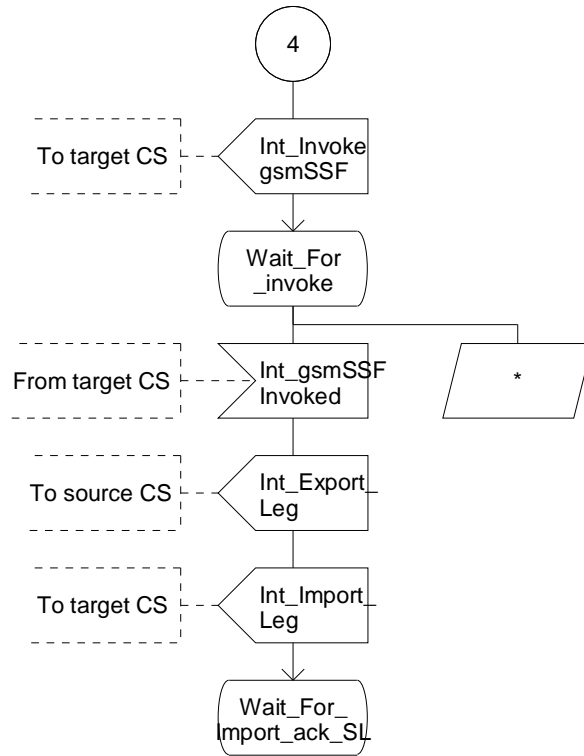 4
To target CS
Int_Invoke
gsmSSF
Wait_For
_invoke
From target CS
Int_gsmSSF
Invoked
*
To source CS
Int_Export_
Leg
To target CS
Int_Import_
Leg
Wait_For_
Import_ack_SL